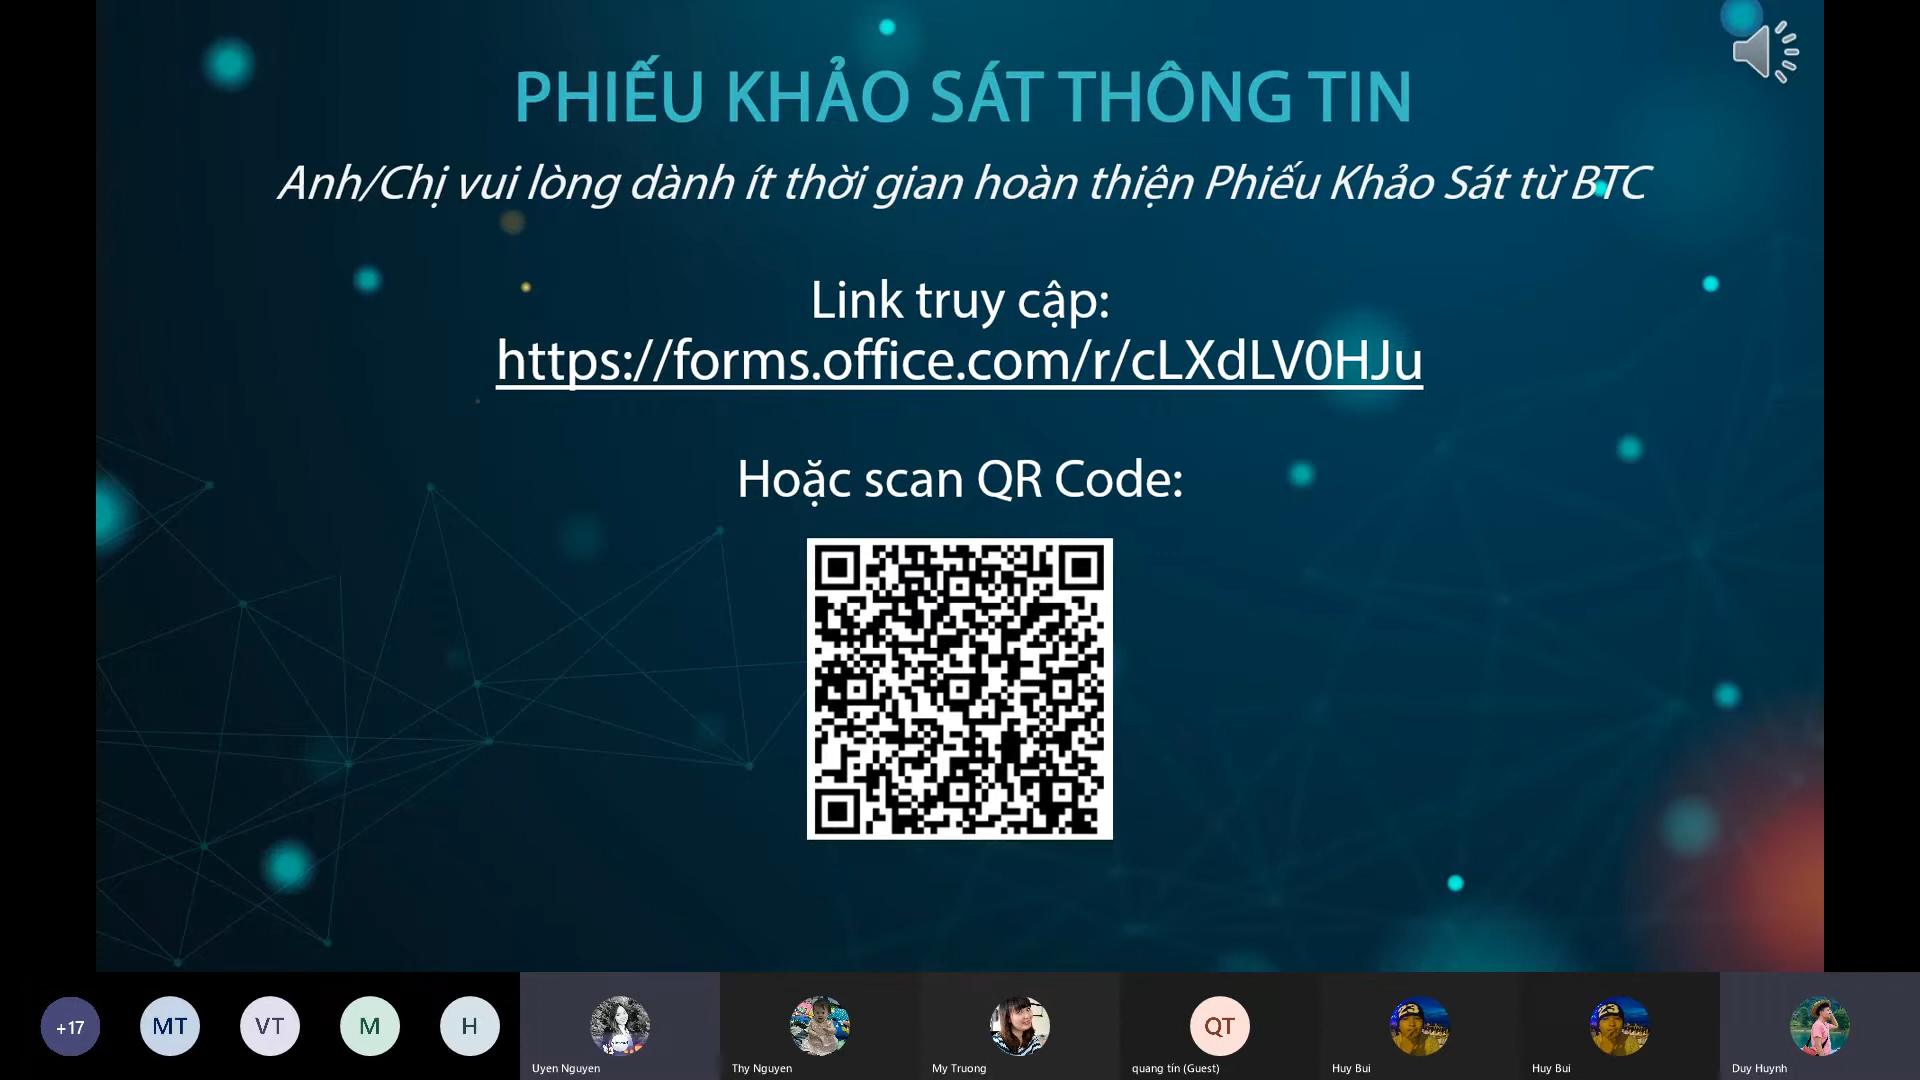 PHIẾU KHẢO SÁT THÔNG TIN
Anh/Chị vui lòng dành ít thời gian hoàn thiện Phiếu Khảo Sát từ BTC
Link truy cập:
https://forms.office.com/r/cLXdLV0HJu
Hoặc scan QR Code:
+17
MT
VT
M
H
QT
23
23
Uyen Nguyen
Thy Nguyen
My Truong
quang tín (Guest)
Huy Bui
Huy Bui
Duy Huynh